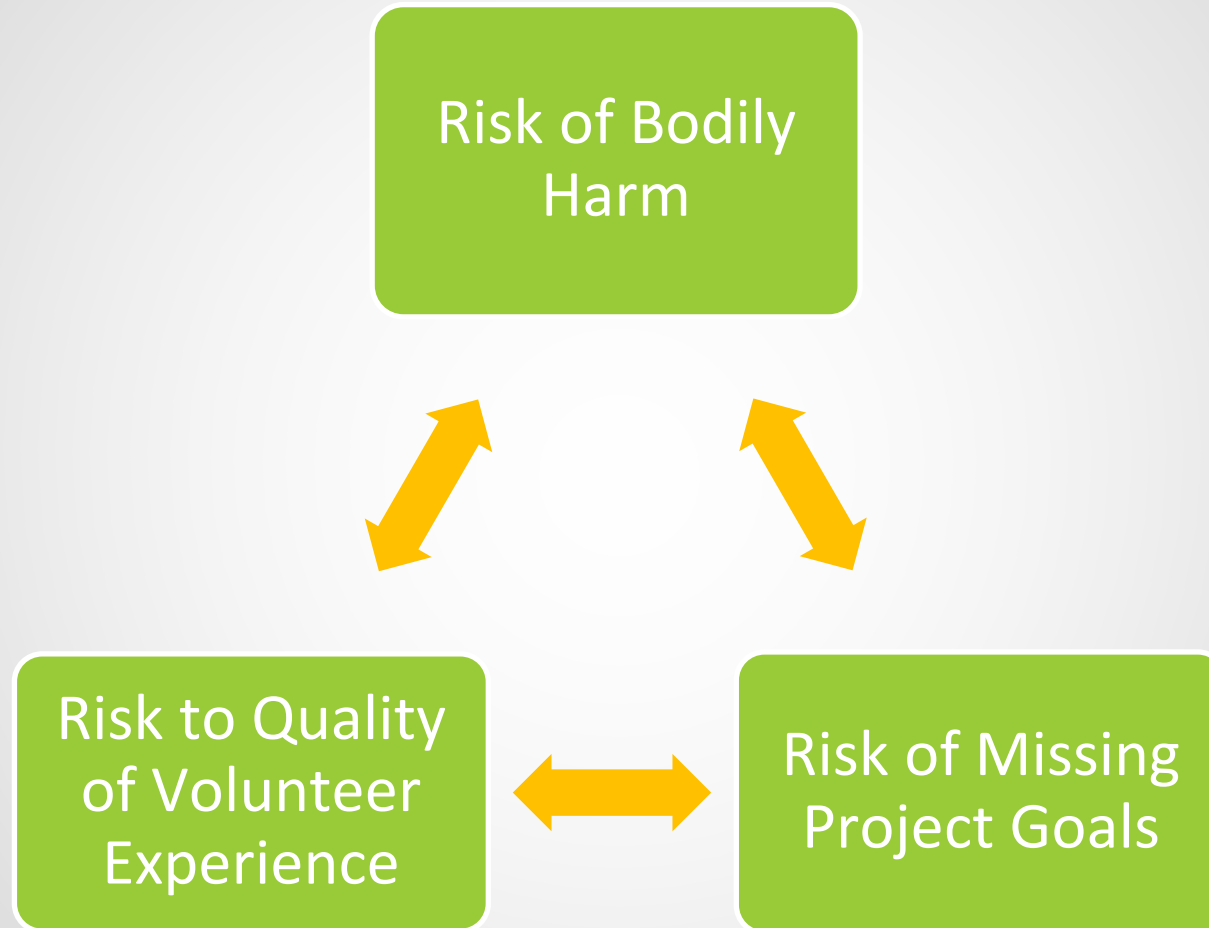 Risk of Bodily
Harm
Risk to Quality
of Volunteer
Experience
Risk of Missing
Project Goals